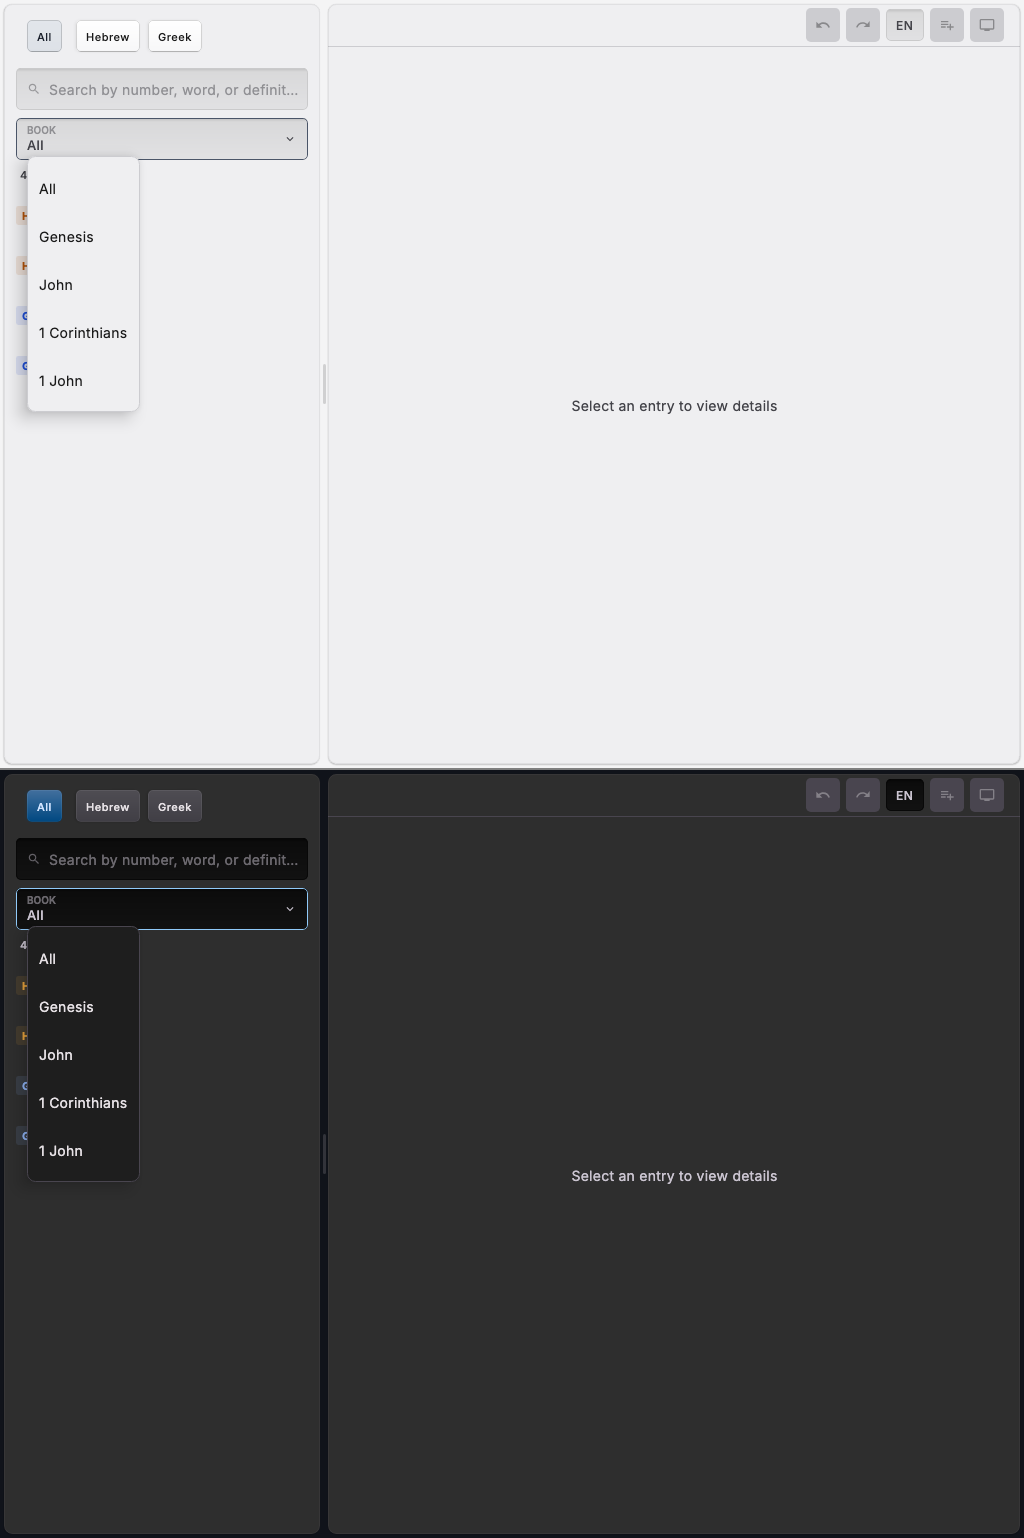 All Hebrew Greek
EN
Search by number, word, or definit...
BOOK
All
4
All
H
Genesis
H
John
1 Corinthians
1 John
Select an entry to view details
All Hebrew Greek
EN
Search by number, word, or definit...
BOOK
All
4
All
H
Genesis
H
John
1 Corinthians
1 John
Select an entry to view details